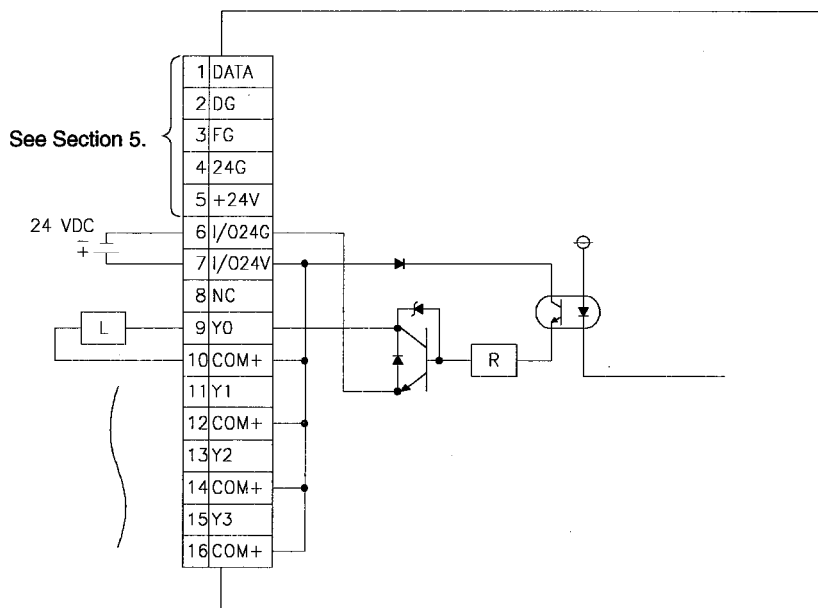 See Section 5.
1 DATA
2 DG
3 FG
4 24G
5 +24V
24 VDC
- +
6 I/O24G
7 I/O24V
8 NC
L
9 Y0
10 COM+
11 Y1
12 COM+
13 Y2
14 COM+
15 Y3
16 COM+
R